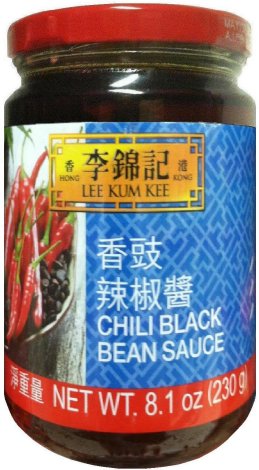 香 李錦記 港
HONG LEE KUM KEE KONG
香豉
辣椒醬
CHILI BLACK
BEAN SAUCE
淨重量 NET WT. 8.1 oz (230 g)